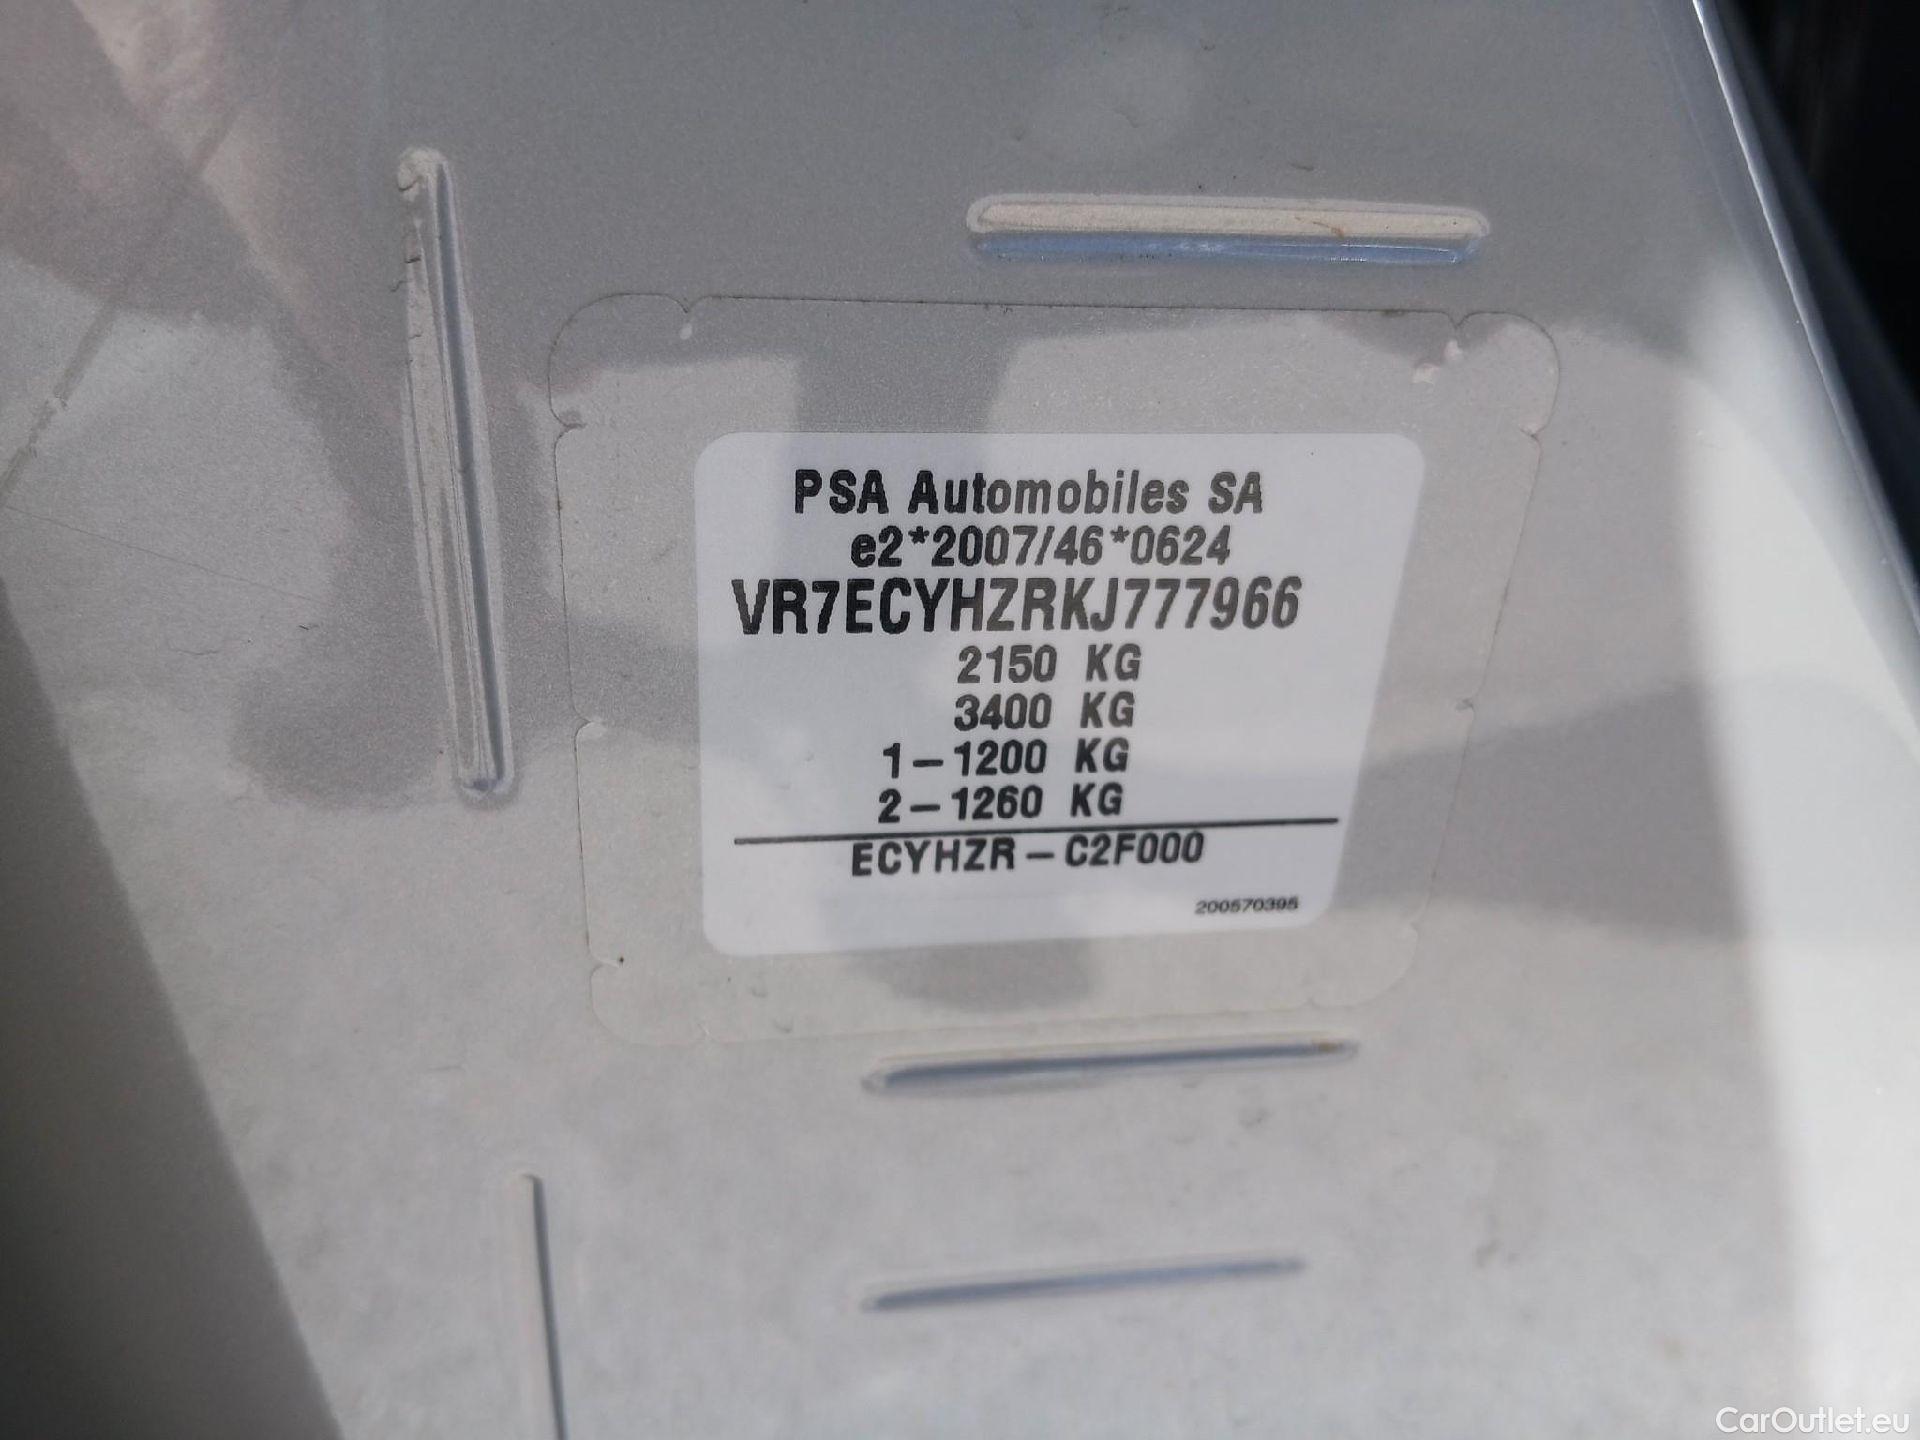 PSA Automobiles SA
e2*2007/46*0624
VR7ECYHZRKJ777966
2150 KG
3400 KG
1-1200 KG
2-1260 KG
ECYHZR-C2F000
200570395
CarOutlet.eu